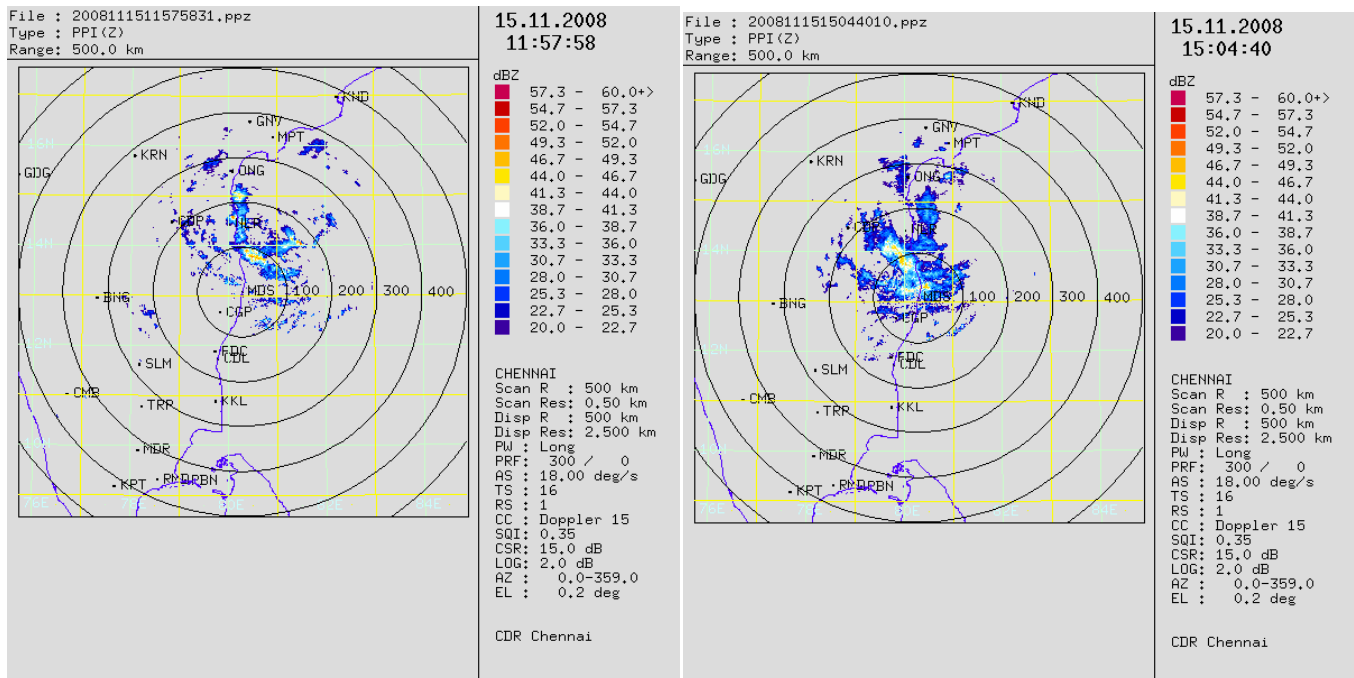 File : 2008111511575831.ppz
Type : PPI(Z)
Range: 500.0 km
15.11.2008
11:57:58
dBZ
57.3 - 60.0+>
54.7 - 57.3
52.0 - 54.7
49.3 - 52.0
46.7 - 49.3
44.0 - 46.7
41.3 - 44.0
38.7 - 41.3
36.0 - 38.7
33.3 - 36.0
30.7 - 33.3
28.0 - 30.7
25.3 - 28.0
22.7 - 25.3
20.0 - 22.7
KND
GNV
MPT
16N
KRN
GDG
ONG
NLR
14N
MDS 100 200 300 400
BNG
CGP
12N
PDC
CDL
SLM
CMB
TRP
KKL
MDR
KPT
76E
82E
84E
CHENNAI
Scan R : 500 km
Scan Res: 0.50 km
Disp R : 500 km
Disp Res: 2.500 km
PW : Long
PRF: 300 / 0
AS : 18.00 deg/s
TS : 16
RS : 1
CC : Doppler 15
SQI: 0.35
CSR: 15.0 dB
LOG: 2.0 dB
AZ : 0.0-359.0
EL : 0.2 deg
CDR Chennai
File : 2008111515044010.ppz
Type : PPI(Z)
Range: 500.0 km
15.11.2008
15:04:40
dBZ
57.3 - 60.0+>
54.7 - 57.3
52.0 - 54.7
49.3 - 52.0
46.7 - 49.3
44.0 - 46.7
41.3 - 44.0
38.7 - 41.3
36.0 - 38.7
33.3 - 36.0
30.7 - 33.3
28.0 - 30.7
25.3 - 28.0
22.7 - 25.3
20.0 - 22.7
KND
GNV
MPT
16N
KRN
GDG
ONG
NLR
14N
MDS 100 200 300 400
BNG
CGP
12N
PDC
CDL
SLM
CMB
TRP
KKL
MDR
KPT
76E
84E
CHENNAI
Scan R : 500 km
Scan Res: 0.50 km
Disp R : 500 km
Disp Res: 2.500 km
PW : Long
PRF: 300 / 0
AS : 18.00 deg/s
TS : 16
RS : 1
CC : Doppler 15
SQI: 0.35
CSR: 15.0 dB
LOG: 2.0 dB
AZ : 0.0-359.0
EL : 0.2 deg
CDR Chennai